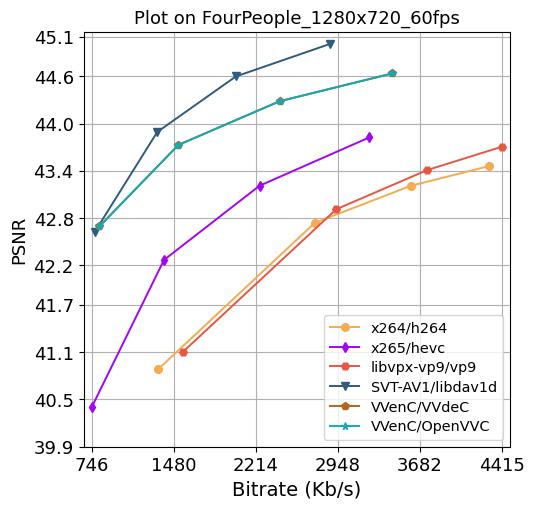 Plot on FourPeople_1280x720_60fps
45.1
44.6
44.0
43.4
42.8
42.2
41.7
41.1
40.5
39.9
PSNR
x264/h264
x265/hevc
libvpx-vp9/vp9
SVT-AV1/libdav1d
VVenC/VVdeC
VVenC/OpenVVC
746 1480 2214 2948 3682 4415
Bitrate (Kb/s)